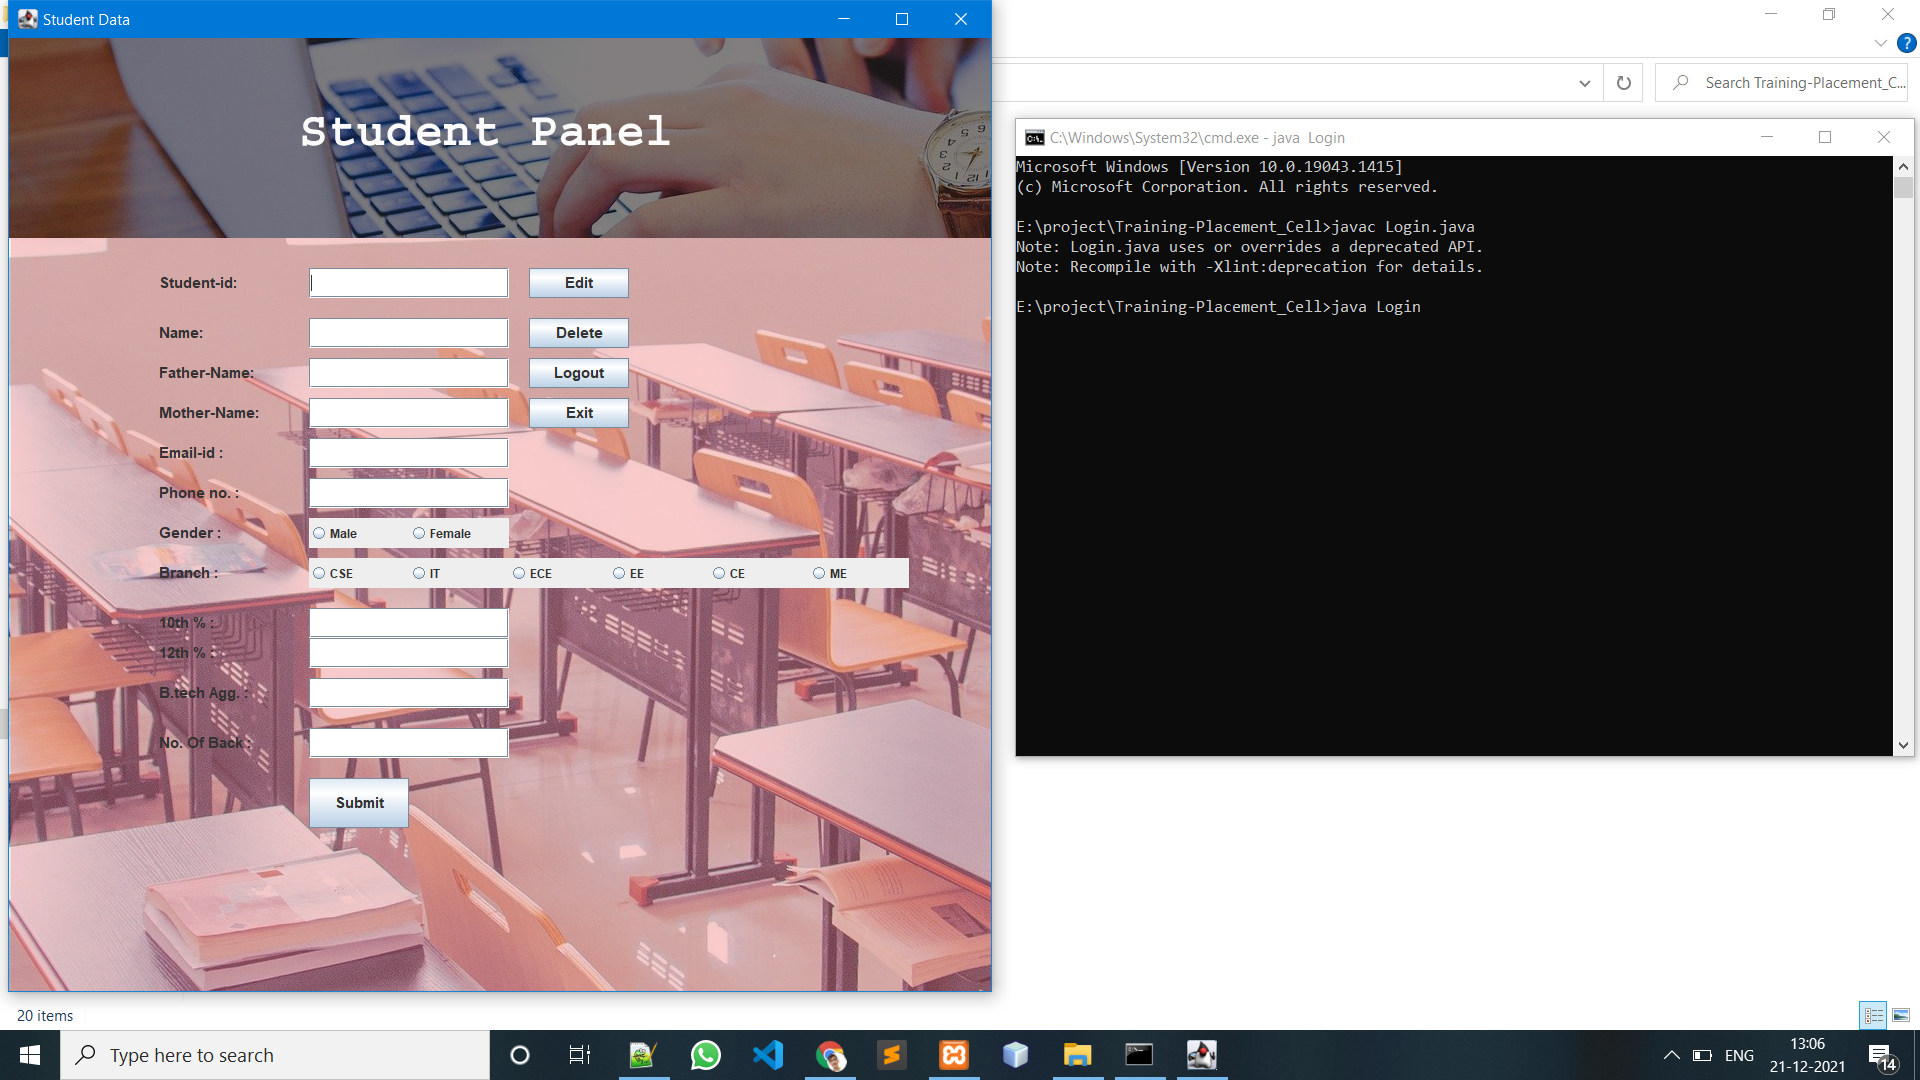 Student Data
Student Panel
Student-id:
Edit
Name:
Delete
Father-Name:
Logout
Mother-Name:
Exit
Email-id :
Phone no. :
Gender :
Male
Female
Branch :
CSE
IT
ECE
EE
CE
ME
10th % :
12th % :
B.tech Agg. :
No. Of Back :
Submit
?
Search Training-Placement_C...
C:\Windows\System32\cmd.exe - java  Login
Microsoft Windows [Version 10.0.19043.1415]
(c) Microsoft Corporation. All rights reserved.
E:\project\Training-Placement_Cell>javac Login.java
Note: Login.java uses or overrides a deprecated API.
Note: Recompile with -Xlint:deprecation for details.
E:\project\Training-Placement_Cell>java Login
20 items
Type here to search
ENG
13:06
21-12-2021
14